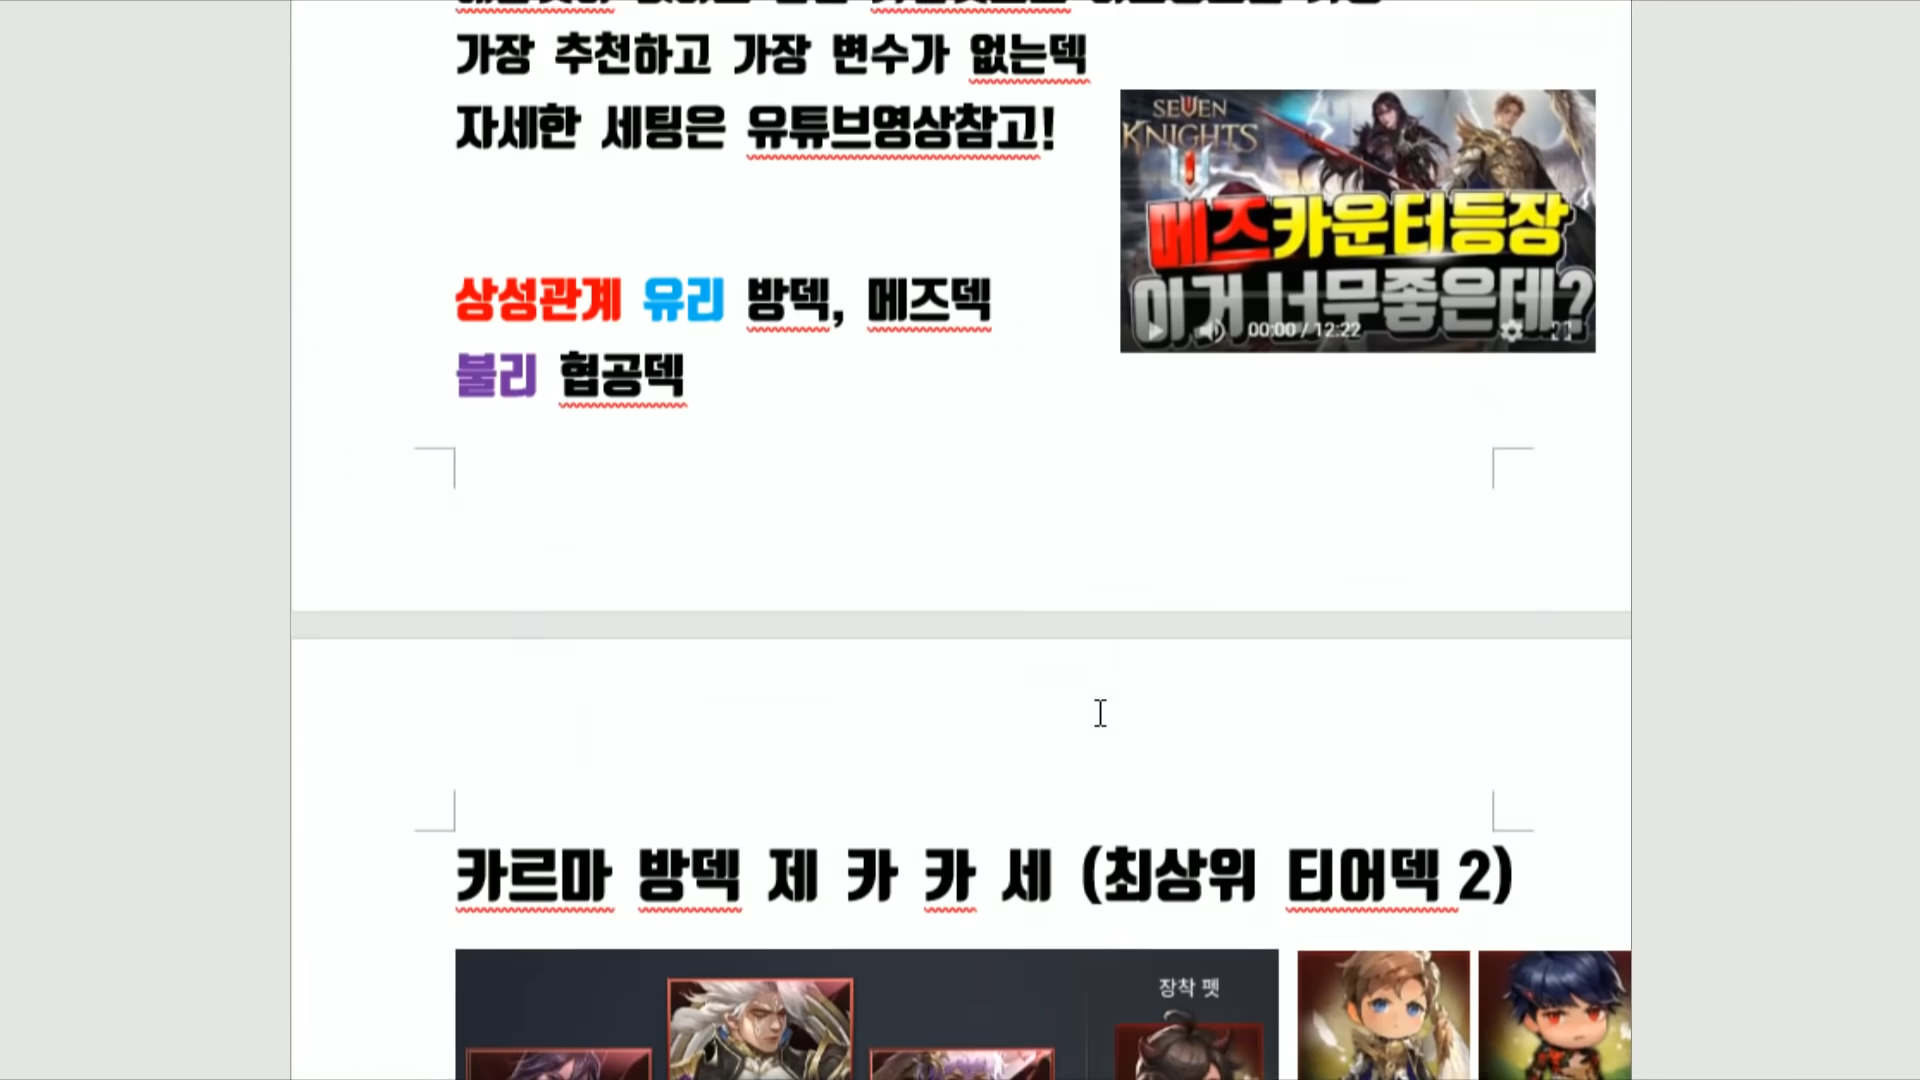 가장 추천하고 가장 변수가 없는덱
자세한 세팅은 유튜브영상참고!
SEVEN
KNIGHTS
메즈카운터등장
이거 너무좋은데?
00:00 / 12:22
상성관계 유리 방덱, 메즈덱
불리 협공덱
카르마 방덱 제 카 카 세 (최상위 티어덱 2)
장착 펫